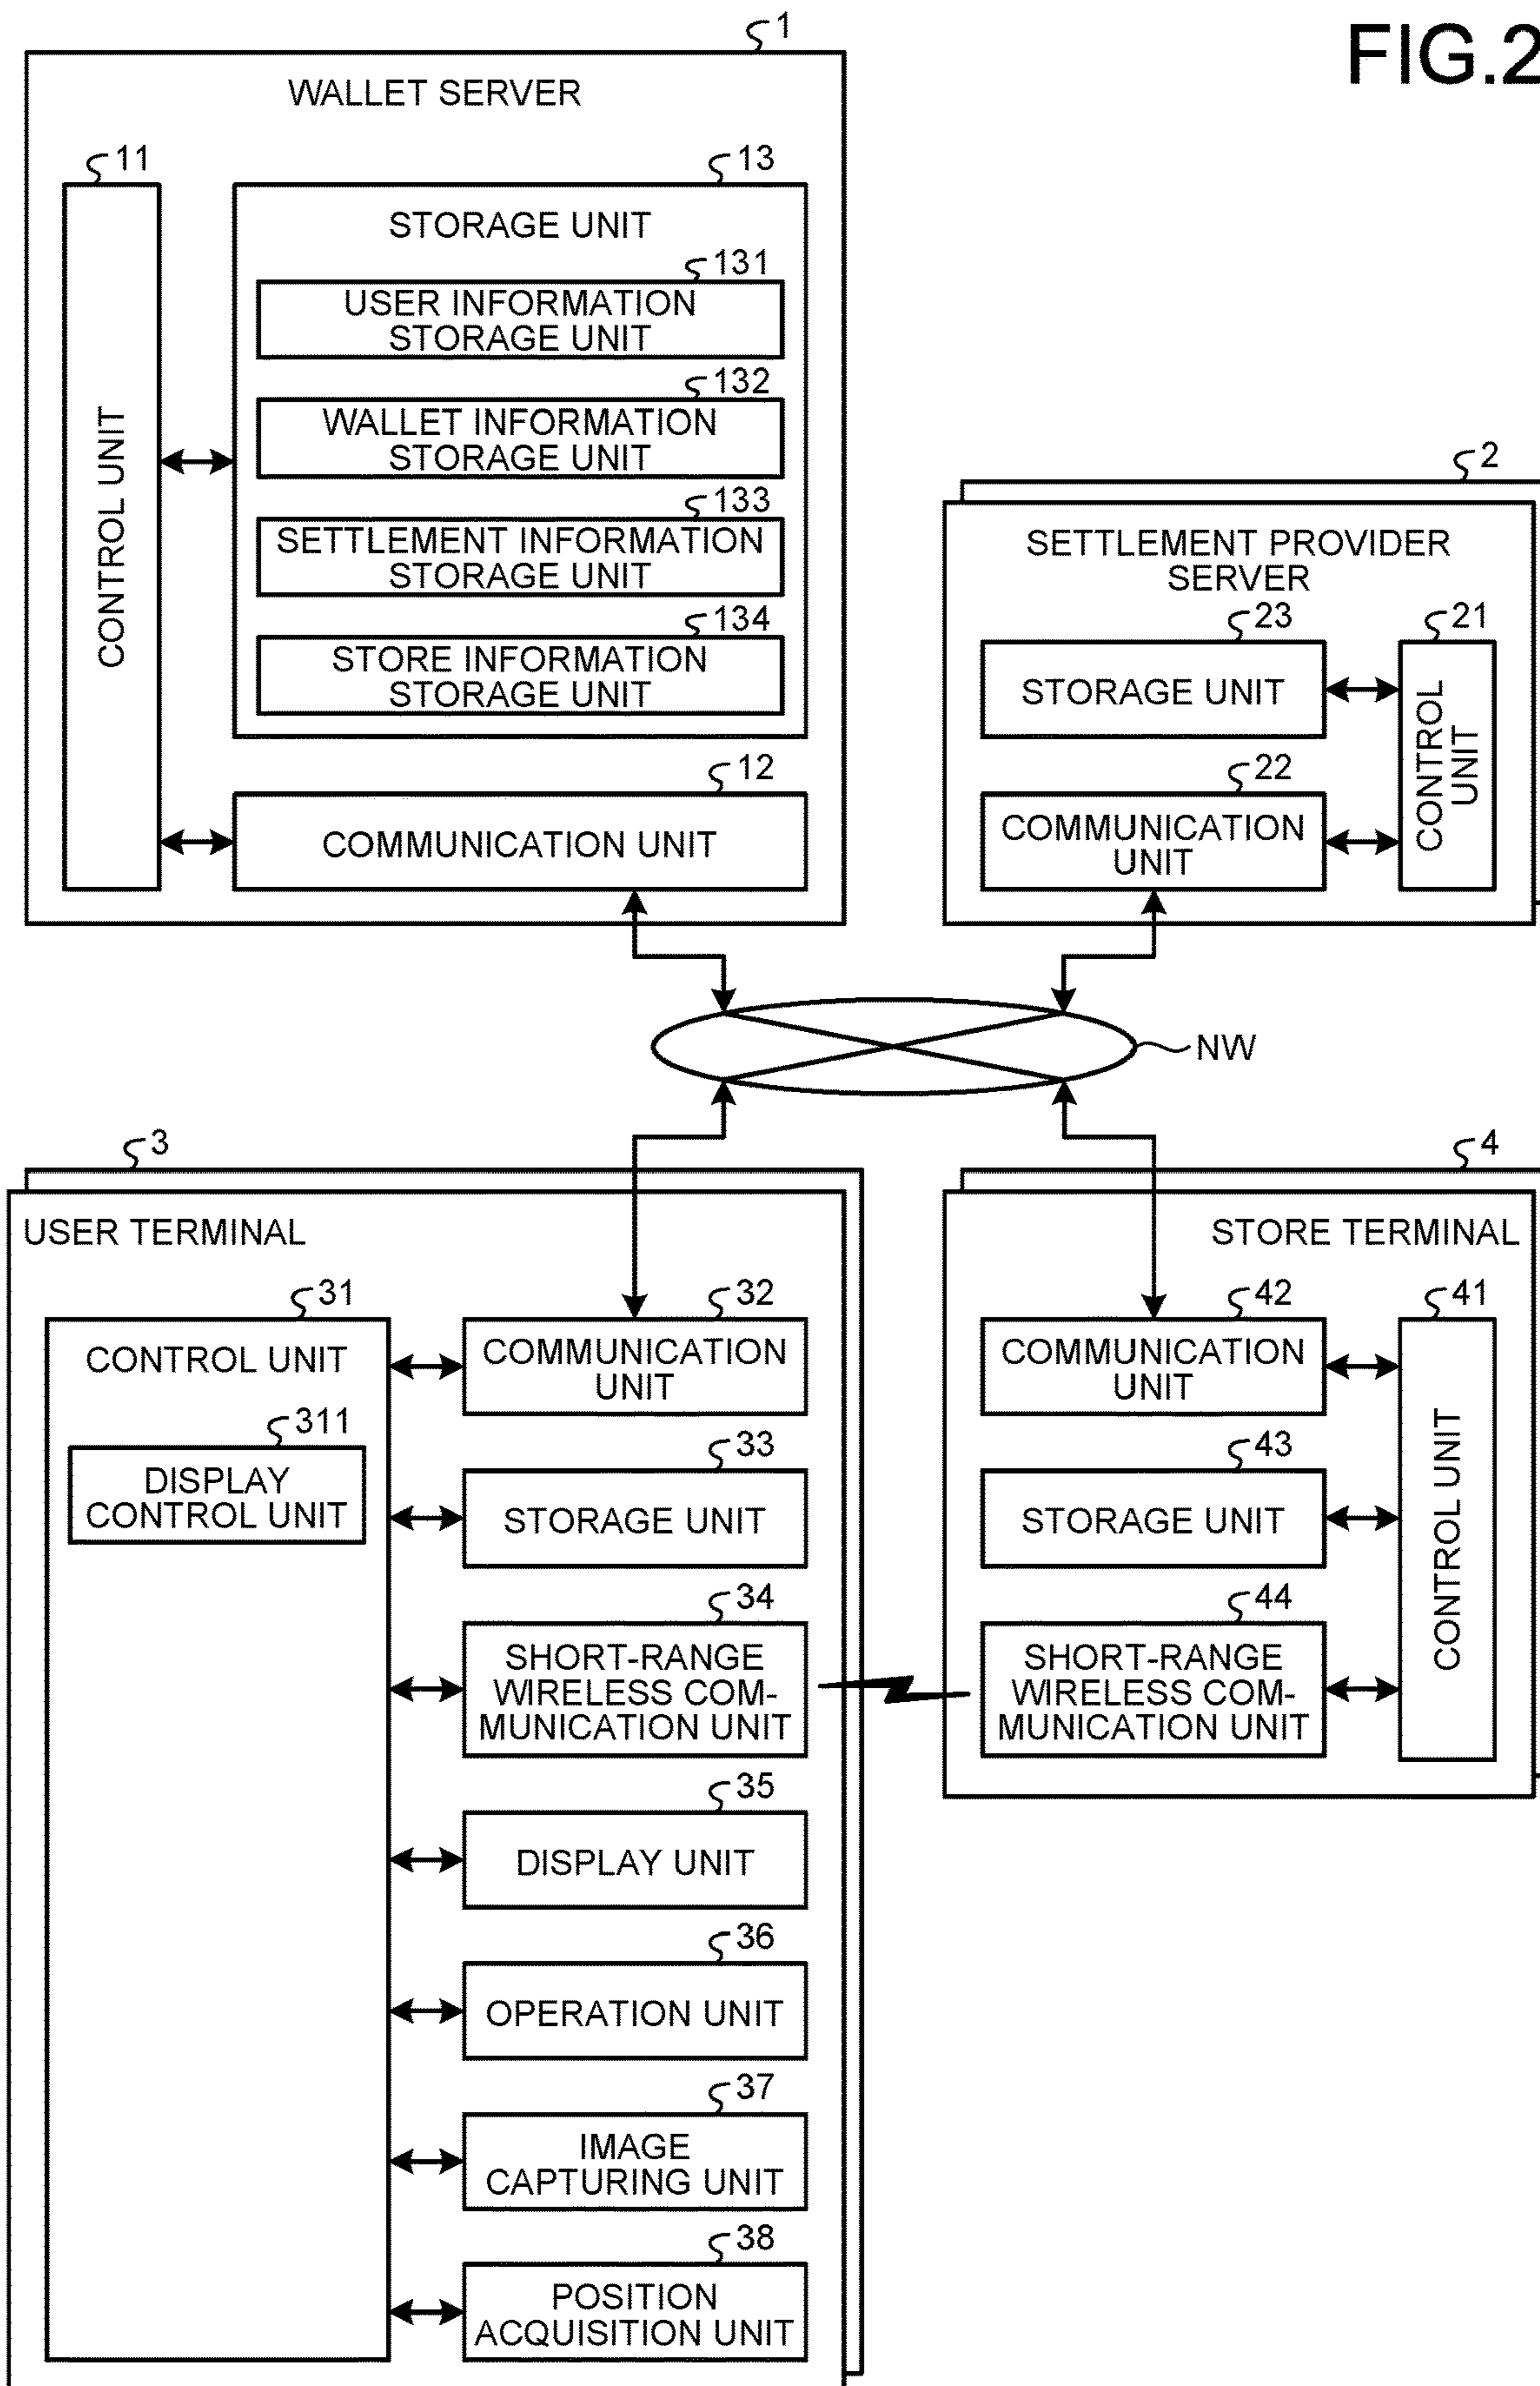 FIG.2
1
WALLET SERVER
11
CONTROL UNIT
13
STORAGE UNIT
131
USER INFORMATION
STORAGE UNIT
132
WALLET INFORMATION
STORAGE UNIT
133
SETTLEMENT INFORMATION
STORAGE UNIT
134
STORE INFORMATION
STORAGE UNIT
12
COMMUNICATION UNIT
2
SETTLEMENT PROVIDER
SERVER
23
STORAGE UNIT
21
CONTROL
UNIT
22
COMMUNICATION
UNIT
NW
3
USER TERMINAL
31
CONTROL UNIT
311
DISPLAY
CONTROL UNIT
32
COMMUNICATION
UNIT
33
STORAGE UNIT
34
SHORT-RANGE
WIRELESS COM-
MUNICATION UNIT
35
DISPLAY UNIT
36
OPERATION UNIT
37
IMAGE
CAPTURING UNIT
38
POSITION
ACQUISITION UNIT
4
STORE TERMINAL
42
COMMUNICATION
UNIT
41
CONTROL UNIT
43
STORAGE UNIT
44
SHORT-RANGE
WIRELESS COM-
MUNICATION UNIT